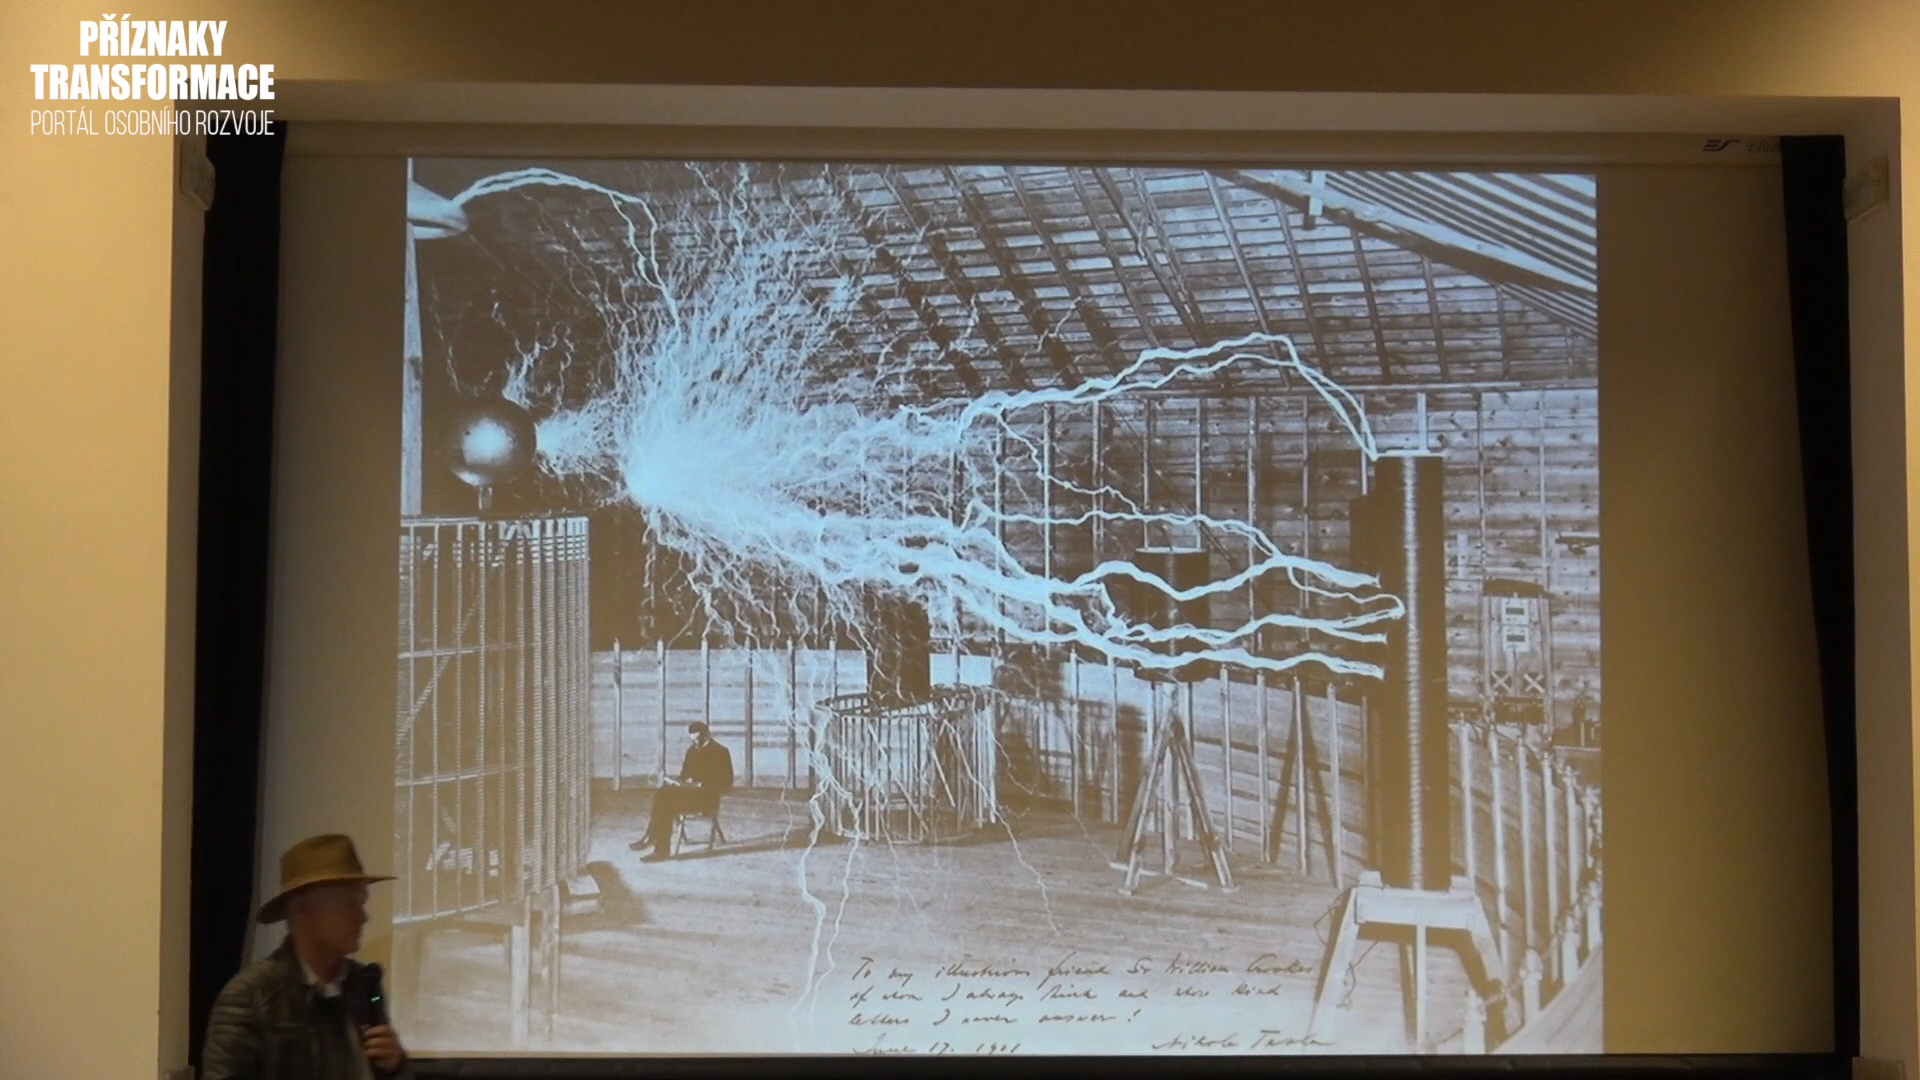 PŘÍZNAKY
TRANSFORMACE
PORTÁL OSOBNÍHO ROZVOJE
To my illustrious friend Sir William Crookes
of whom I always think and whose kind
letters I never answer!
June 17. 1901 Nikola Tesla